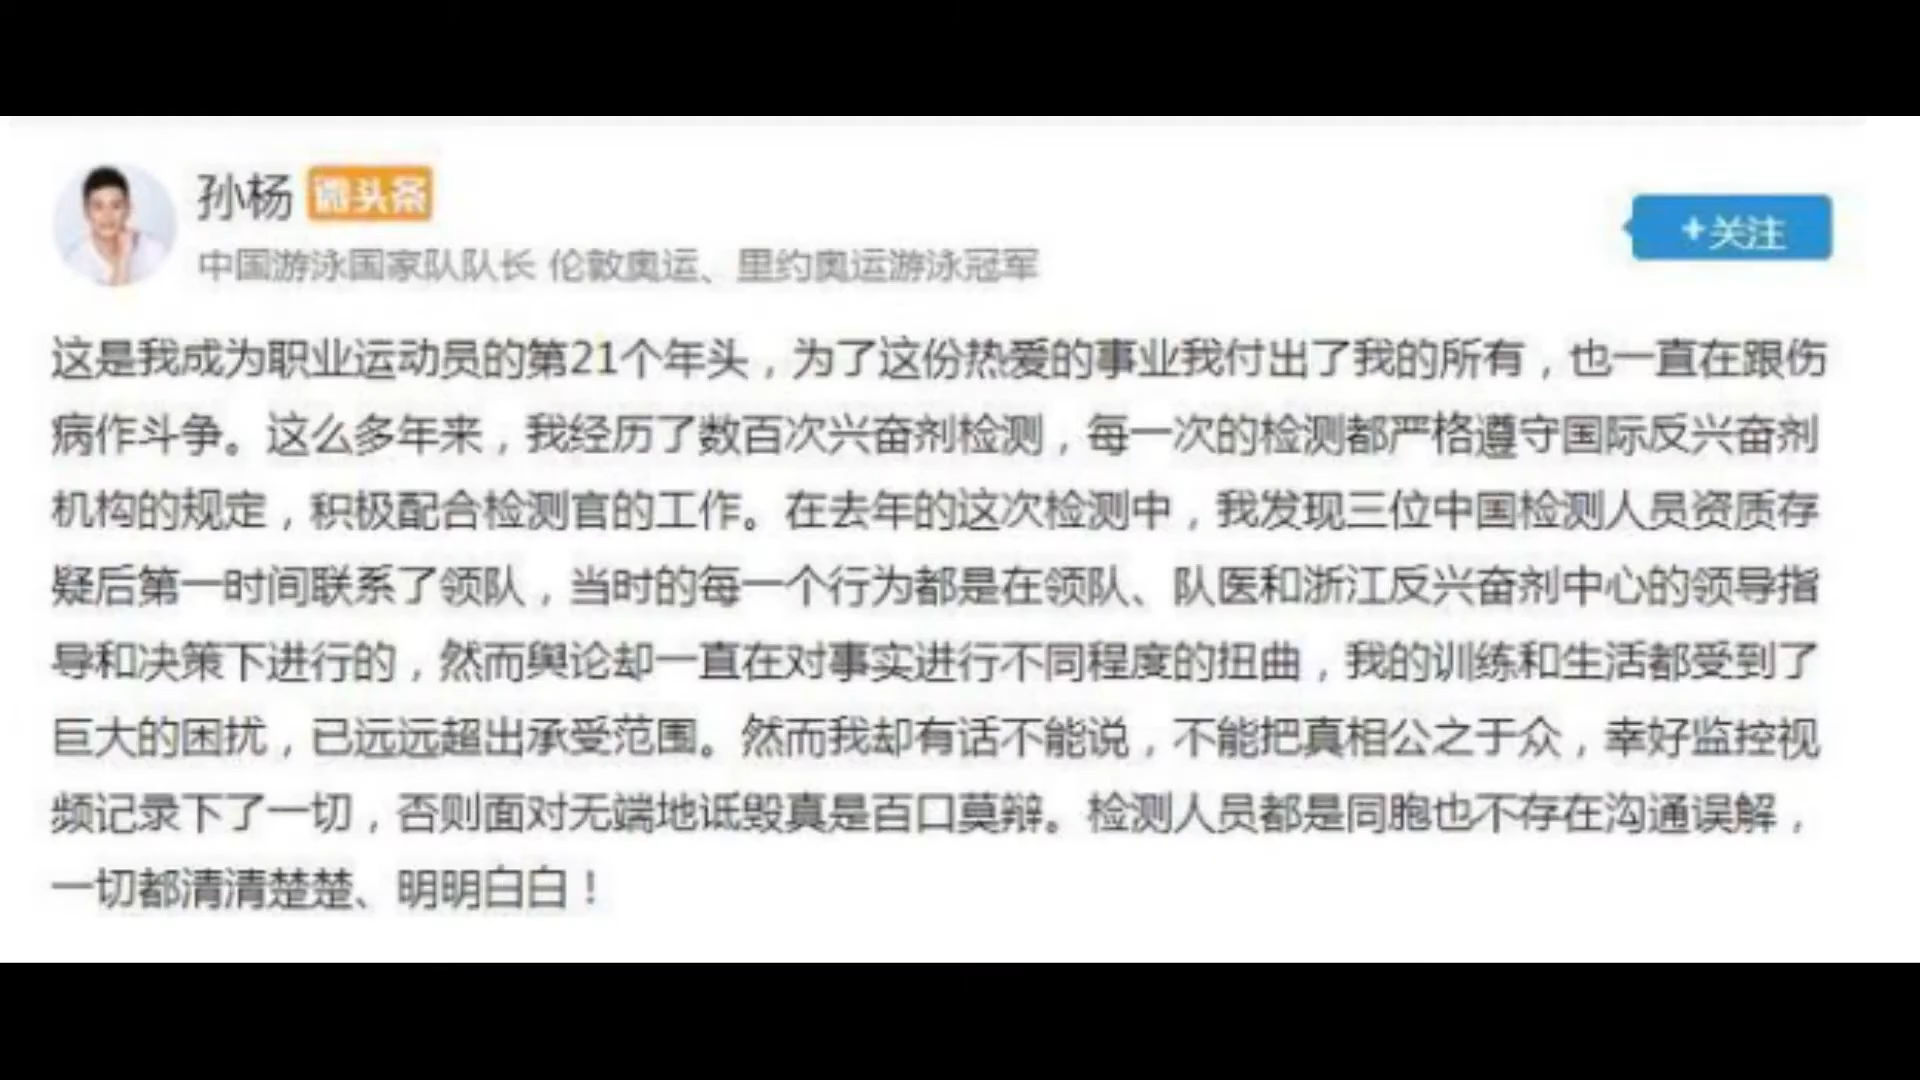 孙杨 微头条
+关注
中国游泳国家队队长 伦敦奥运、里约奥运游泳冠军
这是我成为职业运动员的第21个年头，为了这份热爱的事业我付出了我的所有，也一直在跟伤
病作斗争。这么多年来，我经历了数百次兴奋剂检测，每一次的检测都严格遵守国际反兴奋剂
机构的规定，积极配合检测官的工作。在去年的这次检测中，我发现三位中国检测人员资质存
疑后第一时间联系了领队，当时的每一个行为都是在领队、队医和浙江反兴奋剂中心的领导指
导和决策下进行的，然而舆论却一直在对事实进行不同程度的扭曲，我的训练和生活都受到了
巨大的困扰，已远远超出承受范围。然而我却有话不能说，不能把真相公之于众，幸好监控视
频记录下了一切，否则面对无端地诋毁真是百口莫辩。检测人员都是同胞也不存在沟通误解，
一切都清清楚楚、明明白白！